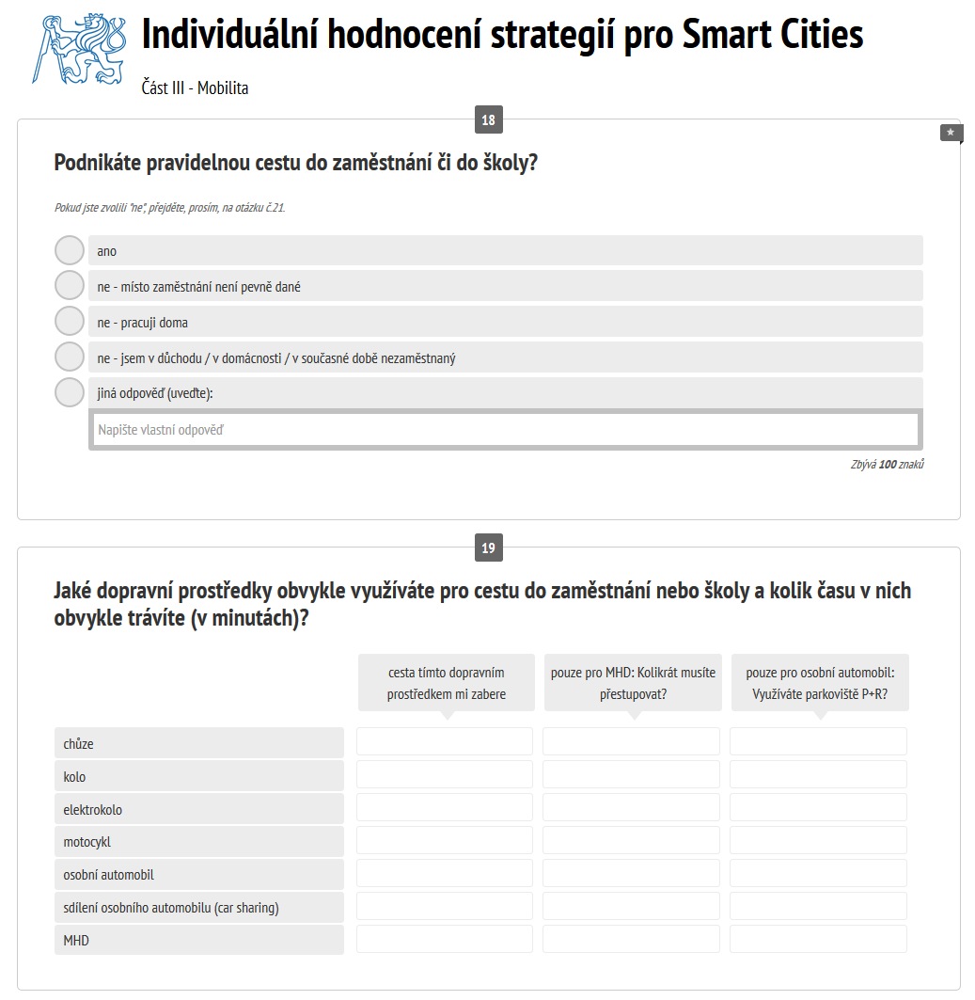 Individuální hodnocení strategií pro Smart Cities
Část III - Mobilita
18
Podnikáte pravidelnou cestu do zaměstnání či do školy?
Pokud jste zvolili "ne", přejděte, prosím, na otázku č.21.
ano
ne - místo zaměstnání není pevně dané
ne - pracuji doma
ne - jsem v důchodu / v domácnosti / v současné době nezaměstnaný
jiná odpověď (uveďte):
Napište vlastní odpověď
Zbývá 100 znaků
19
Jaké dopravní prostředky obvykle využíváte pro cestu do zaměstnání nebo školy a kolik času v nich
obvykle trávíte (v minutách)?
cesta tímto dopravním
prostředkem mi zabere
pouze pro MHD: Kolikrát musíte
přestupovat?
pouze pro osobní automobil:
Využíváte parkoviště P+R?
chůze
kolo
elektrokolo
motocykl
osobní automobil
sdílení osobního automobilu (car sharing)
MHD